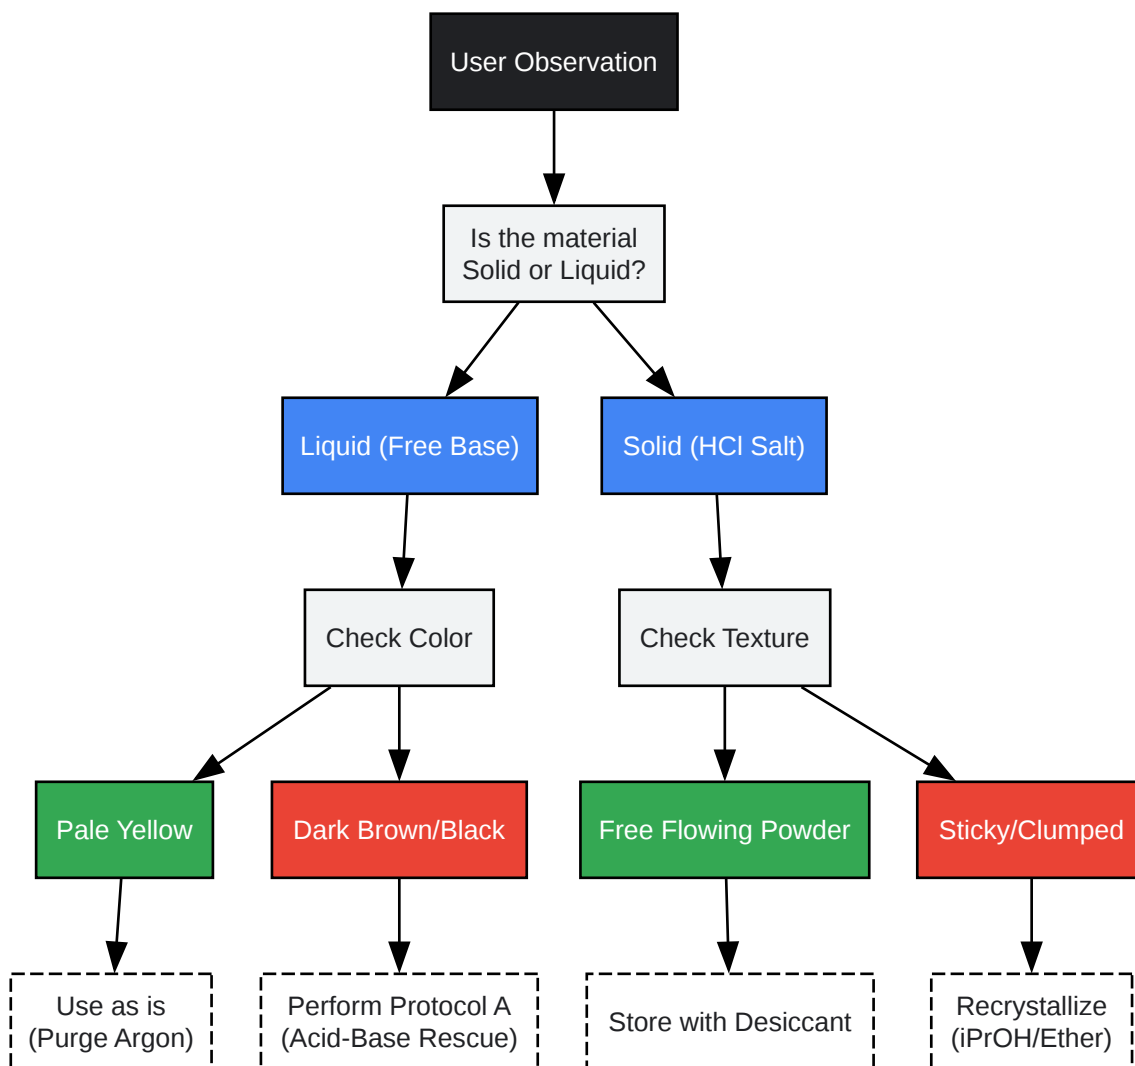 User Observation
Is the material
Solid or Liquid?
Liquid (Free Base)
Solid (HCl Salt)
Check Color
Check Texture
Pale Yellow
Dark Brown/Black
Free Flowing Powder
Sticky/Clumped
Use as is
(Purge Argon)
Perform Protocol A
(Acid-Base Rescue)
Store with Desiccant
Recrystallize
(iPrOH/Ether)